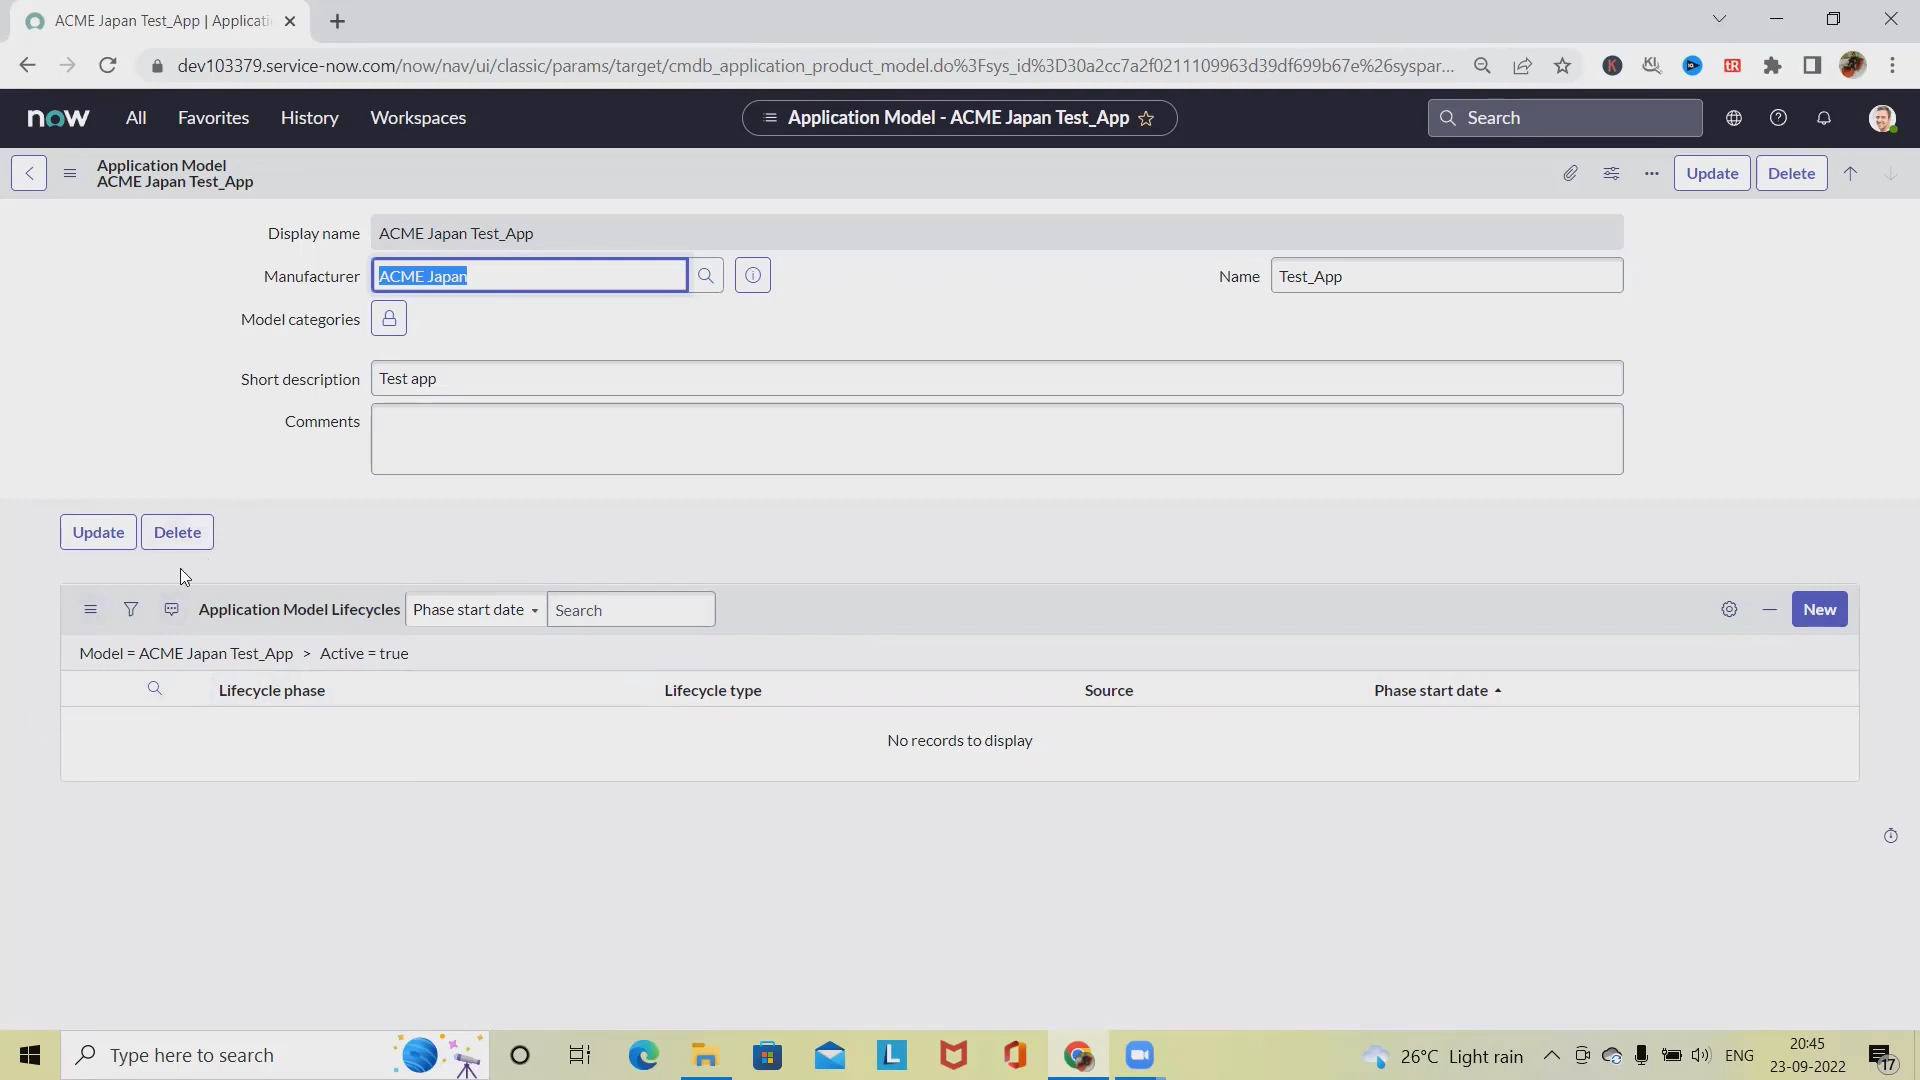 ACME Japan Test_App | Applicati
dev103379.service-now.com/now/nav/ui/classic/params/target/cmdb_application_product_model.do%3Fsys_id%3D30a2cc7a2f0211109963d39df699b67e%26syspar...
now All Favorites History Workspaces Application Model - ACME Japan Test_App Search
Application Model
ACME Japan Test_App
Update Delete
Display name ACME Japan Test_App
Manufacturer ACME Japan Name Test_App
Model categories
Short description Test app
Comments
Update Delete
Application Model Lifecycles Phase start date Search New
Model = ACME Japan Test_App > Active = true
Lifecycle phase Lifecycle type Source Phase start date
No records to display
Type here to search 26°C Light rain ENG 20:45
23-09-2022 17